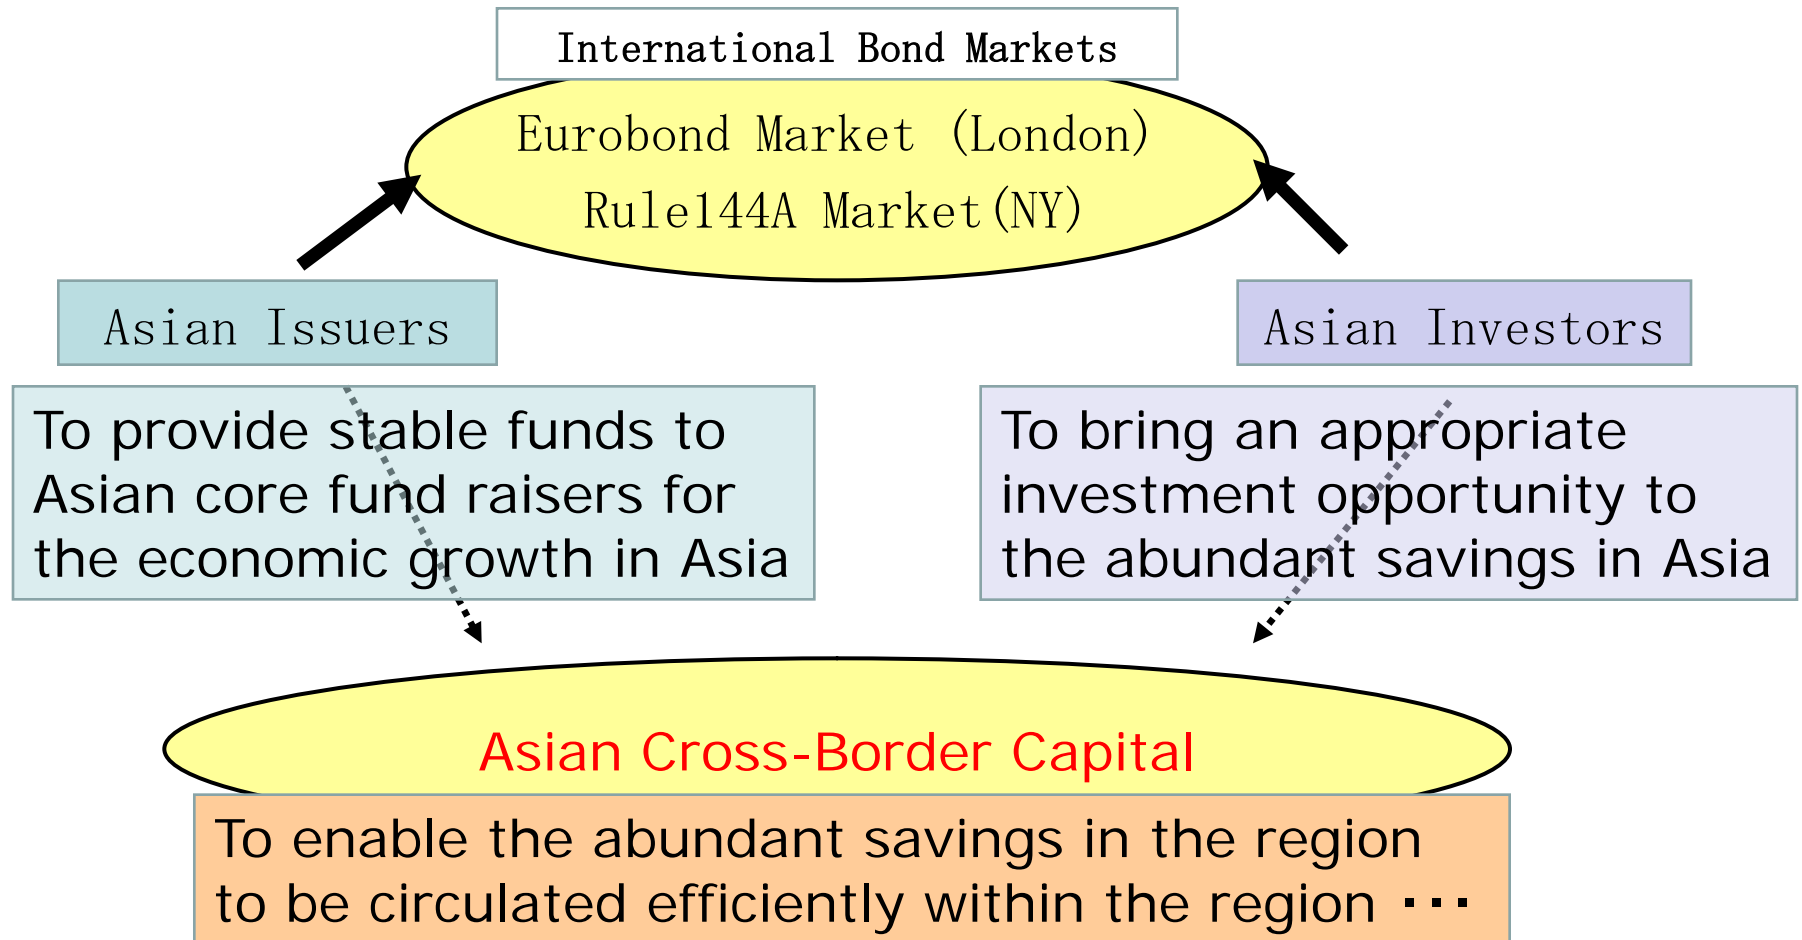 International Bond Markets
Eurobond Market (London)
Rule144A Market(NY)
Asian Issuers
Asian Investors
To provide stable funds to
Asian core fund raisers for
the economic growth in Asia
To bring an appropriate
investment opportunity to
the abundant savings in Asia
Asian Cross-Border Capital
To enable the abundant savings in the region
to be circulated efficiently within the region ･･･